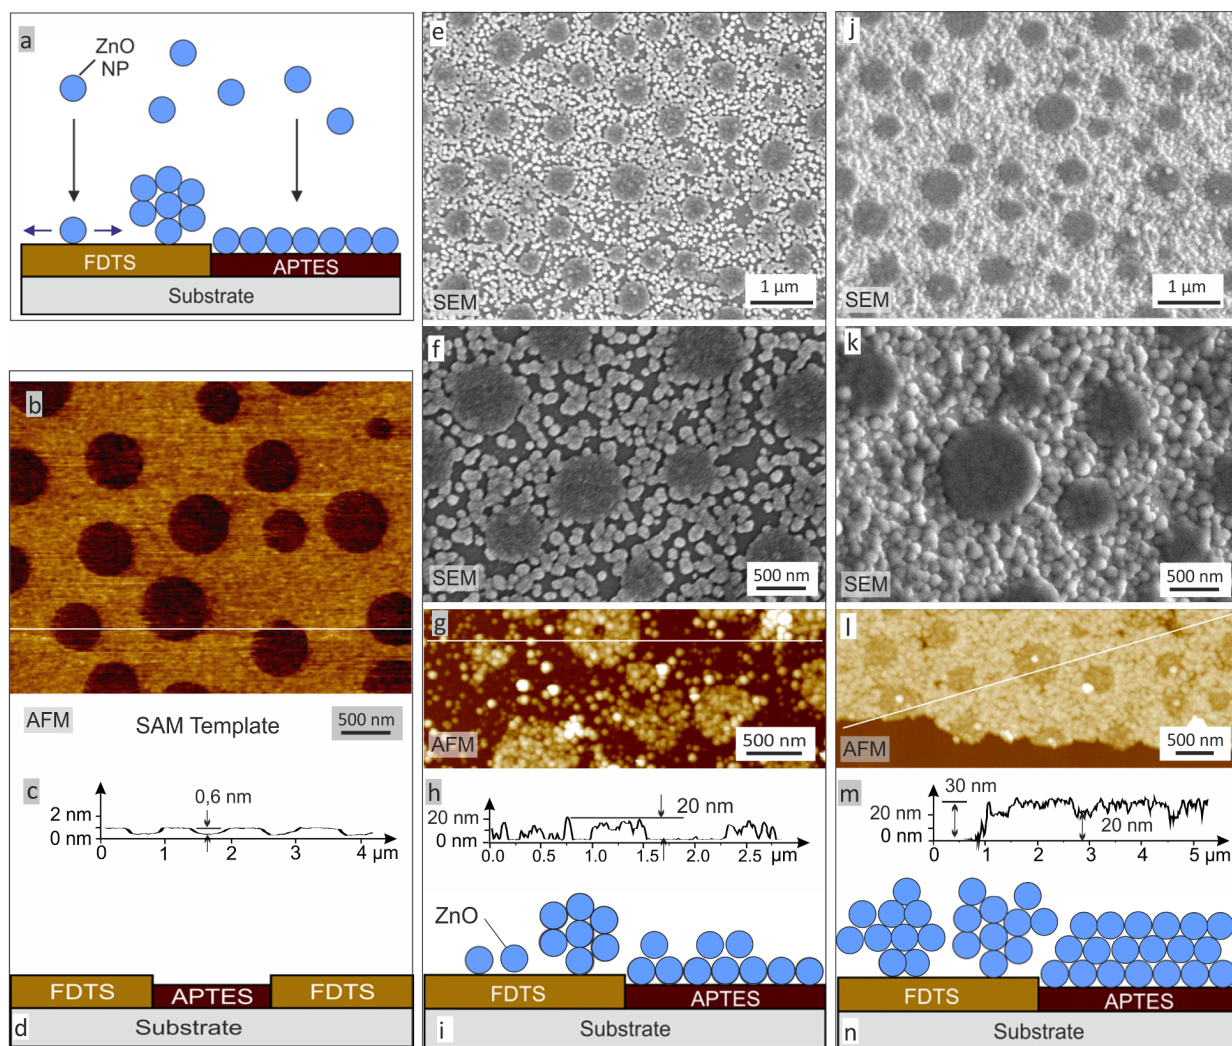 a
ZnO
NP
FDTS
APTES
Substrate
b
AFM
SAM Template
500 nm
c
0,6 nm
2 nm
0 nm
0
1
2
3
4
µm
FDTS
APTES
FDTS
d
Substrate
e
SEM
1 µm
f
SEM
500 nm
g
AFM
500 nm
h
20 nm
20 nm
0 nm
0.0
0.5
1.0
1.5
2.0
2.5
µm
ZnO
FDTS
APTES
i
Substrate
j
SEM
1 µm
k
SEM
500 nm
l
AFM
500 nm
m
30 nm
20 nm
0 nm
20 nm
0
1
2
3
4
5
µm
FDTS
APTES
n
Substrate